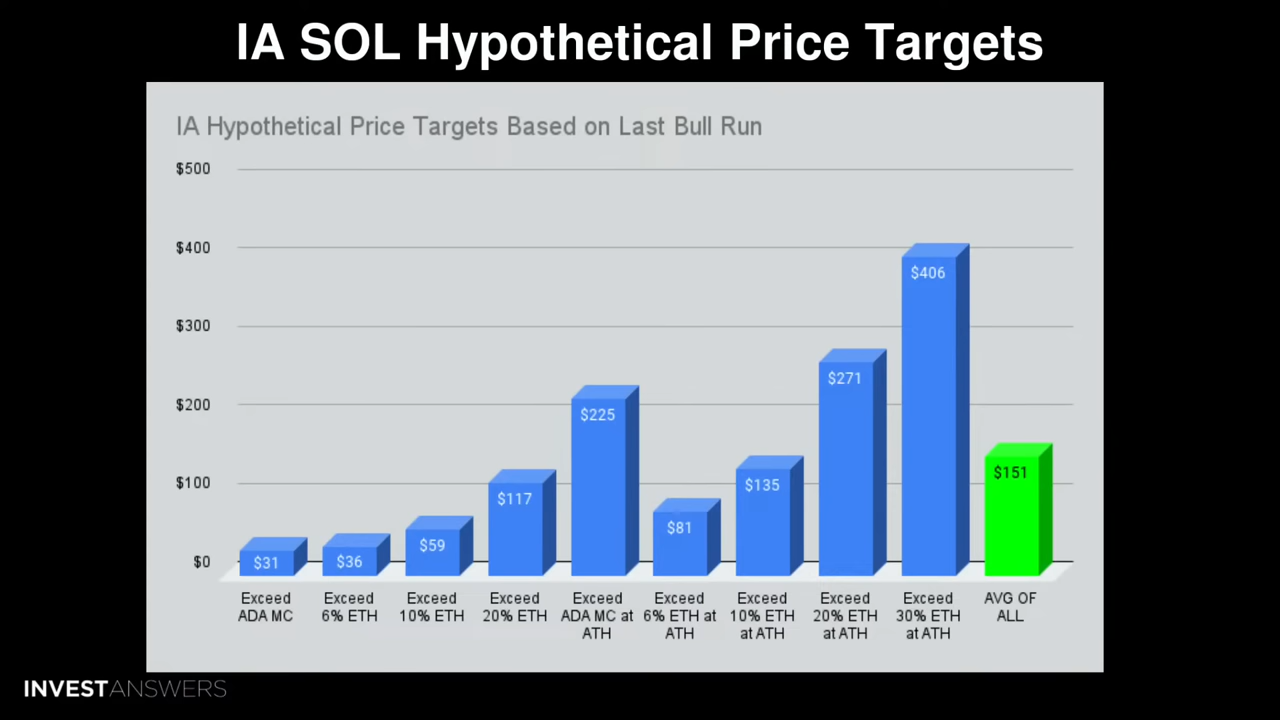 IA SOL Hypothetical Price Targets
IA Hypothetical Price Targets Based on Last Bull Run
$500
$400
$300
$200
$100
$0
$31
$36
$59
$117
$225
$81
$135
$271
$406
$151
Exceed
ADA MC
Exceed
6% ETH
Exceed
10% ETH
Exceed
20% ETH
Exceed
ADA MC at
ATH
Exceed
6% ETH at
ATH
Exceed
10% ETH
at ATH
Exceed
20% ETH
at ATH
Exceed
30% ETH
at ATH
AVG OF
ALL
INVESTANSWERS